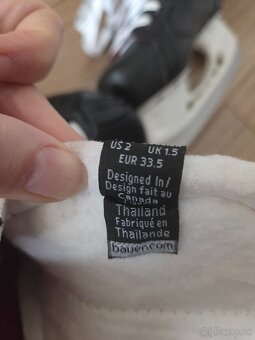 US 2 UK 1.5
EUR 33.5
Designed In/
Design fait au
Canada
Thailand
Fabriqué en
Thaïlande
bauer.com